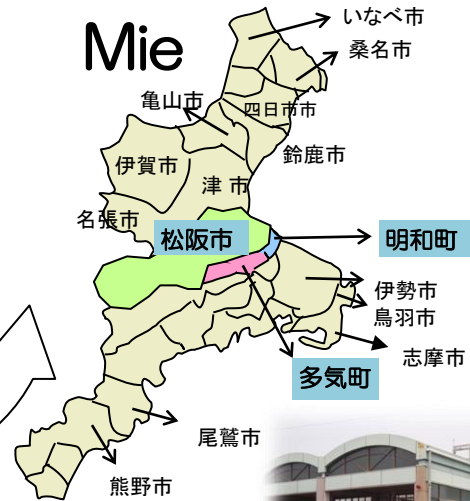 Mie
いなべ市
桑名市
亀山市
四日市市
鈴鹿市
伊賀市
津 市
名張市
松阪市
明和町
伊勢市
鳥羽市
志摩市
多気町
尾鷲市
熊野市